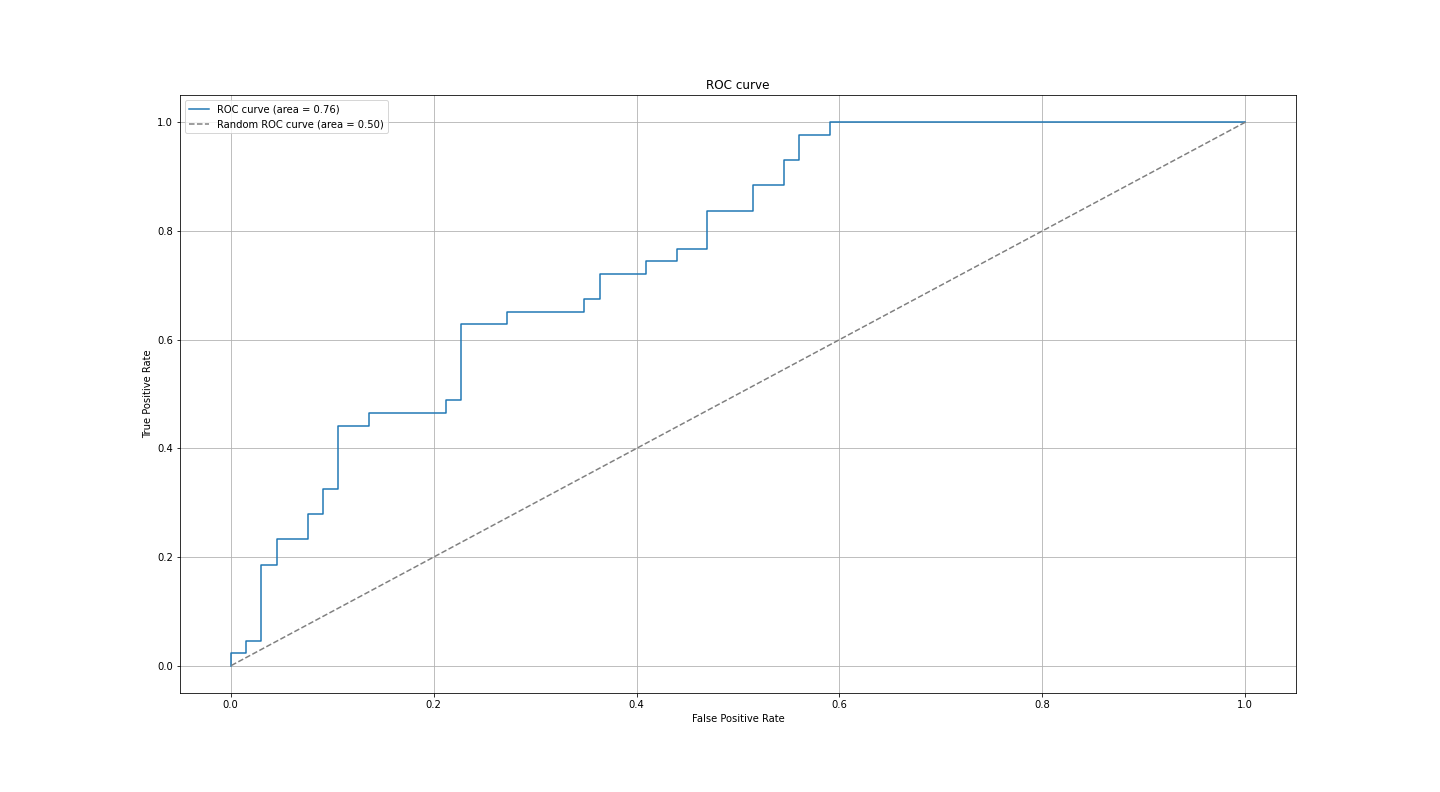 ROC curve
ROC curve (area = 0.76)
Random ROC curve (area = 0.50)
1.0
0.8
0.6
0.4
0.2
0.0
True Positive Rate
0.0 0.2 0.4 0.6 0.8 1.0
False Positive Rate